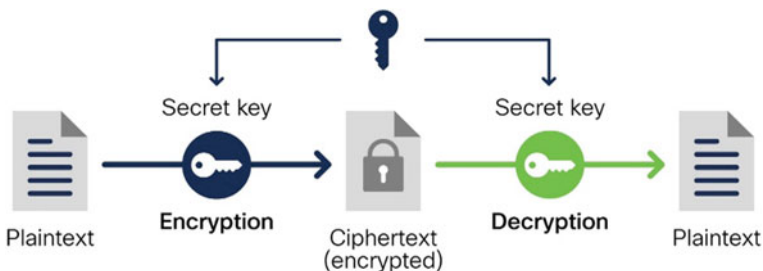 Secret key
Secret key
Encryption
Decryption
Plaintext
Ciphertext
(encrypted)
Plaintext